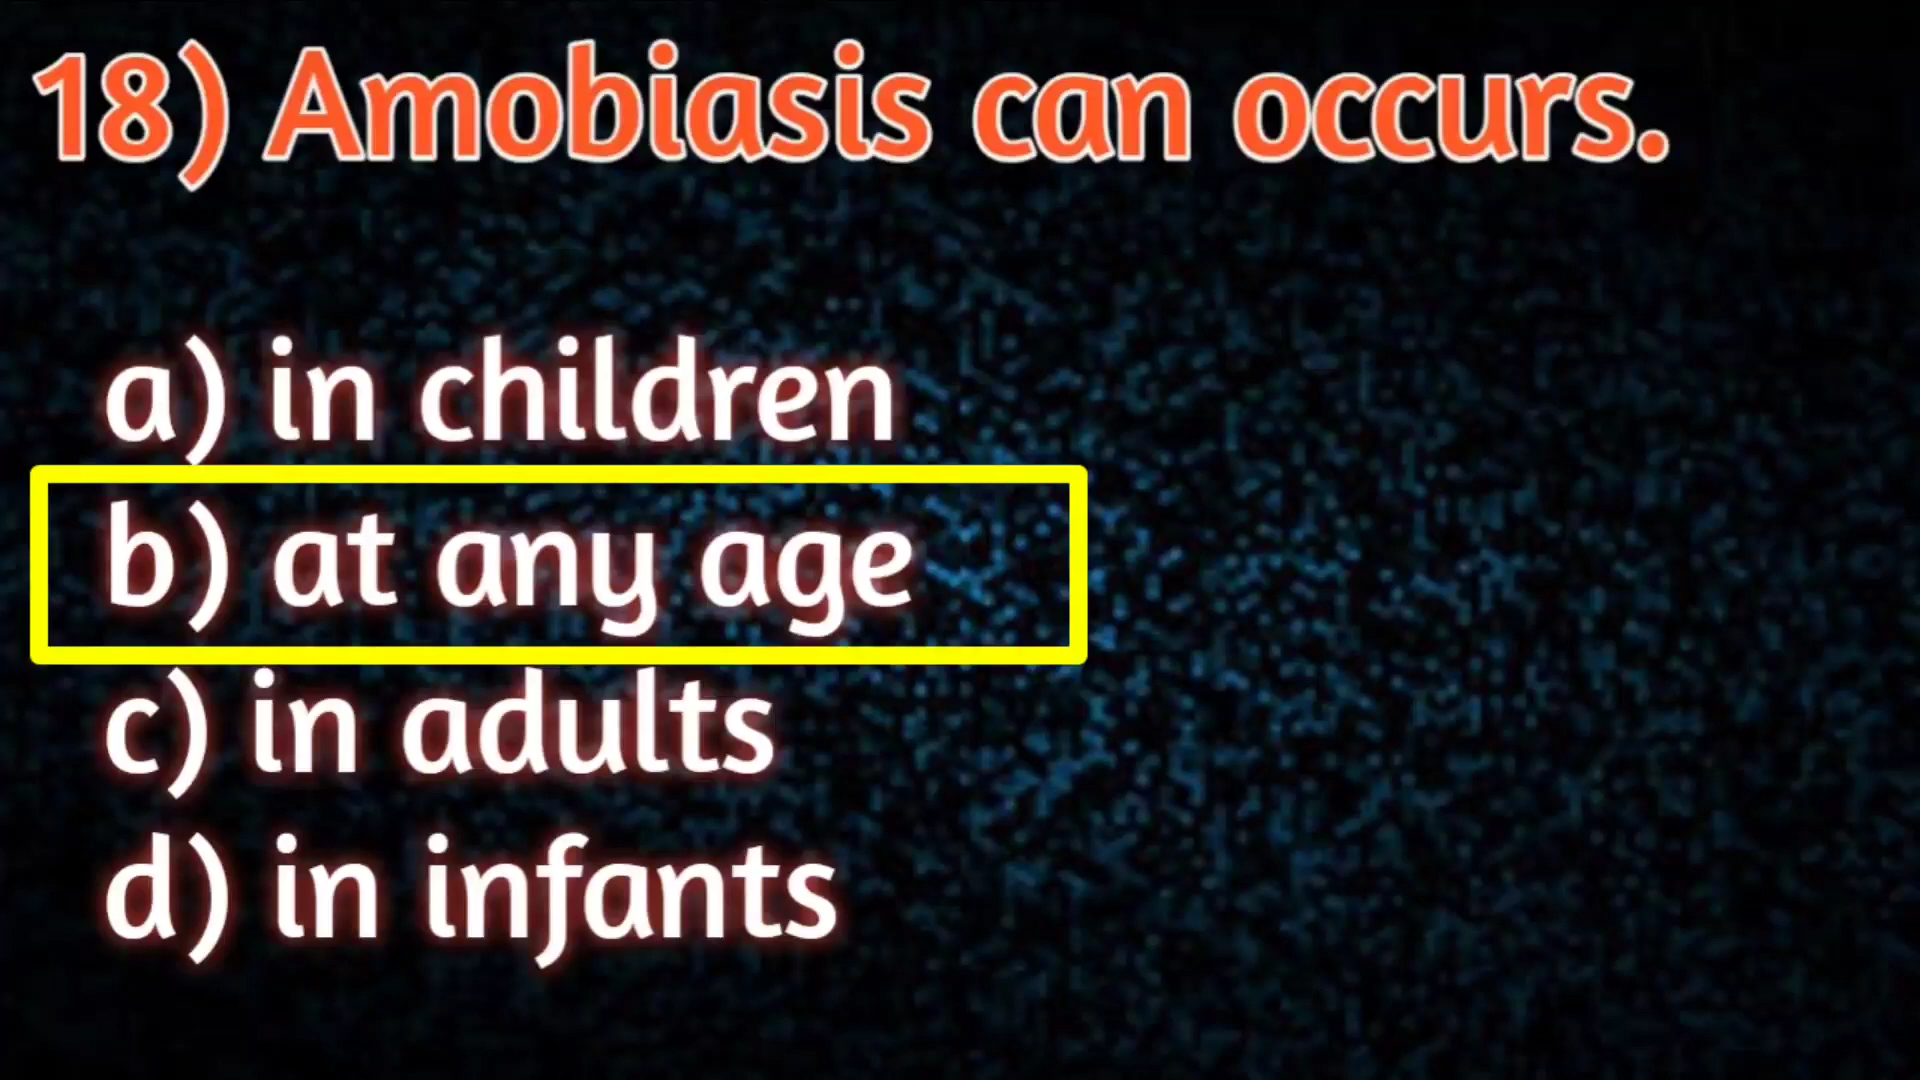 18) Amobiasis can occurs.
a) in children
b) at any age
c) in adults
d) in infants